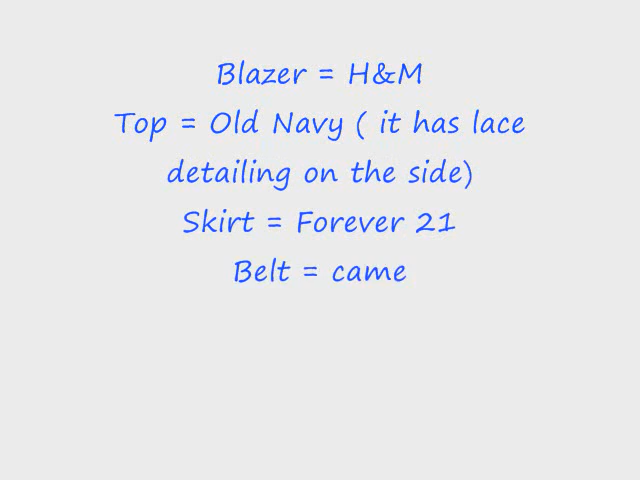 Blazer = H&M
Top = Old Navy ( it has lace
detailing on the side)
Skirt = Forever 21
Belt = came